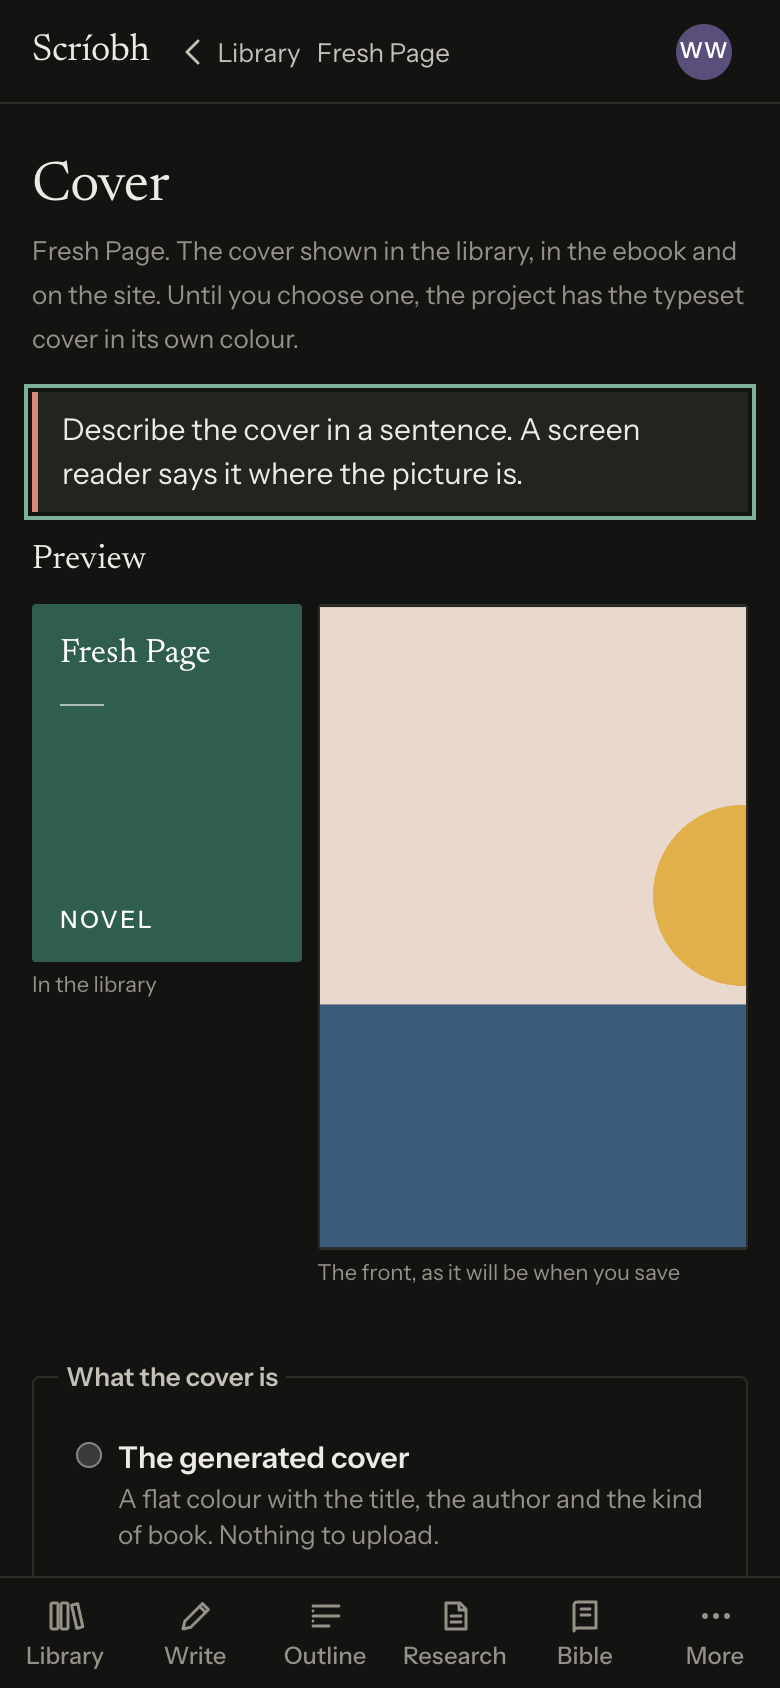 Scríobh
Library Fresh Page
WW
Cover
Fresh Page. The cover shown in the library, in the ebook and
on the site. Until you choose one, the project has the typeset
cover in its own colour.
Describe the cover in a sentence. A screen
reader says it where the picture is.
Preview
Fresh Page
NOVEL
In the library
The front, as it will be when you save
What the cover is
The generated cover
A flat colour with the title, the author and the kind
of book. Nothing to upload.
Library
Write
Outline
Research
Bible
More